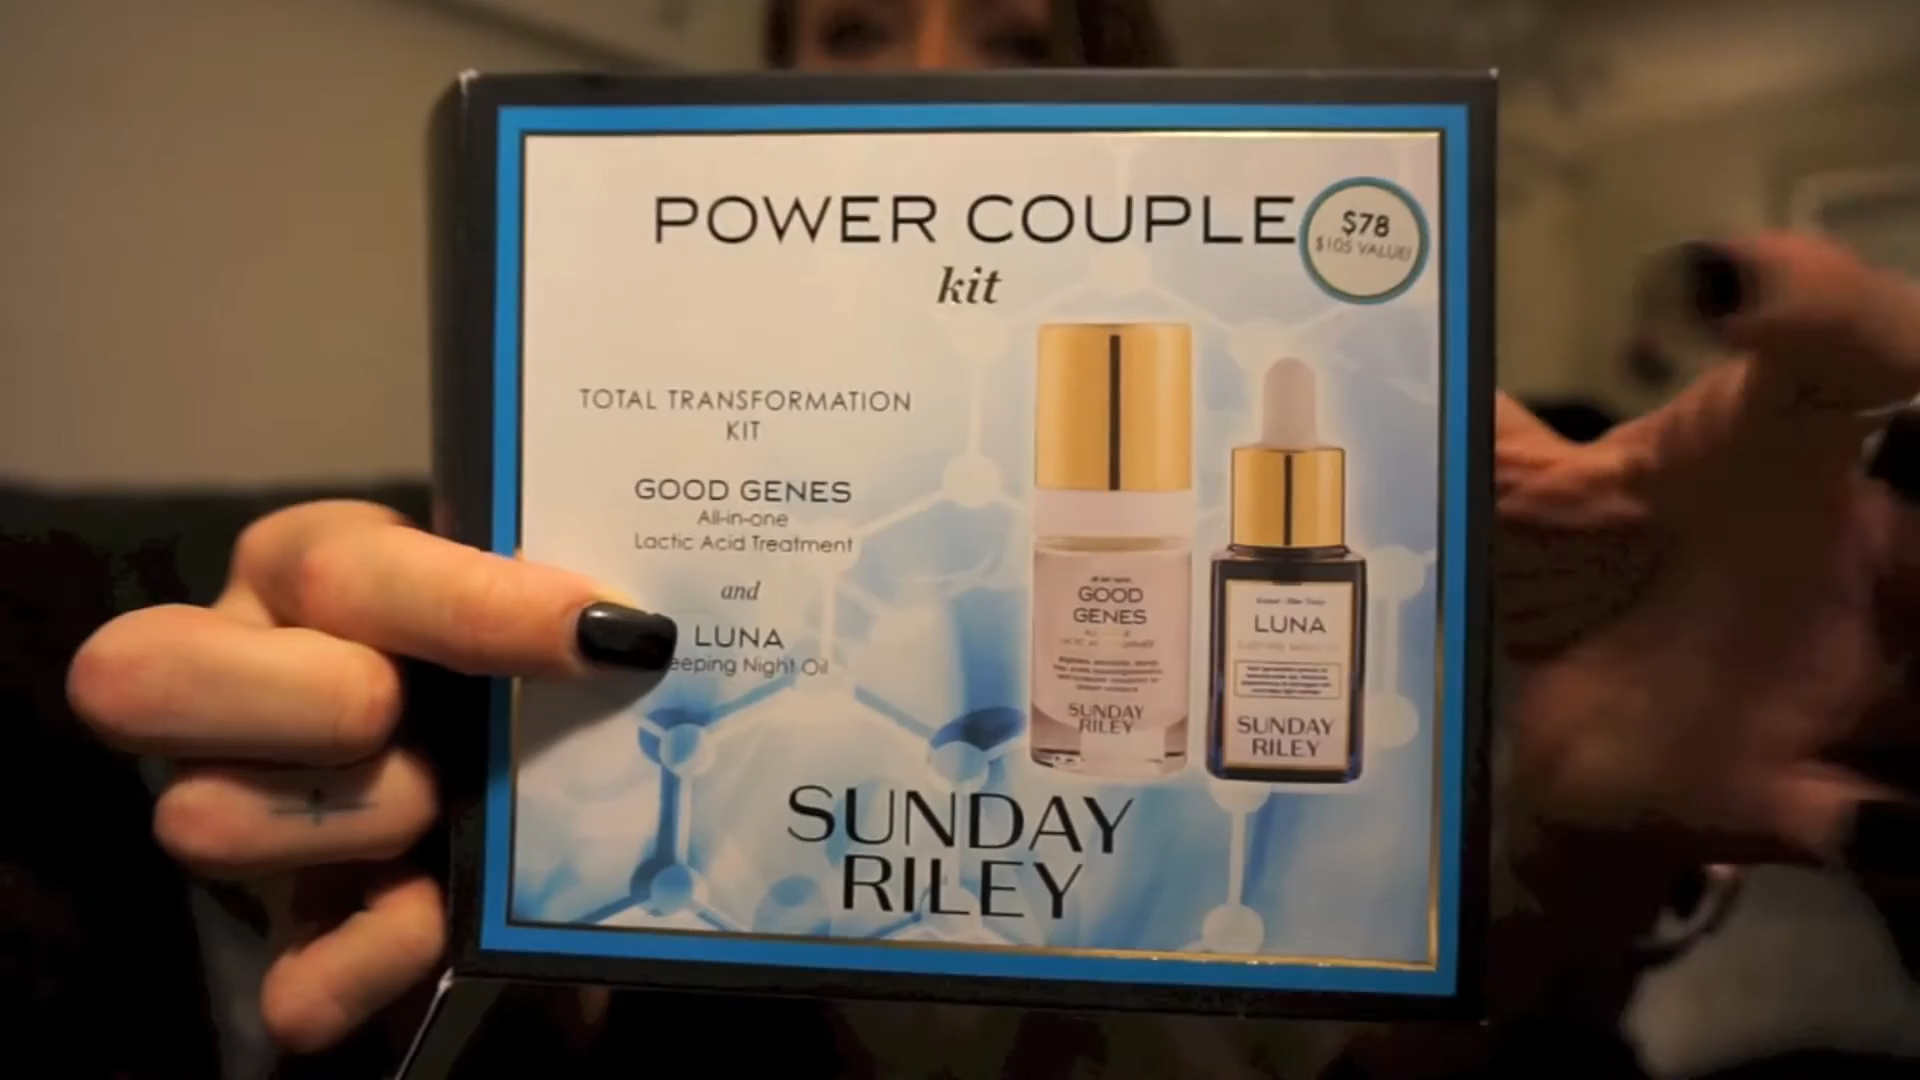 POWER COUPLE
kit
$78
$105 VALUE!
TOTAL TRANSFORMATION
KIT
GOOD GENES
All-in-one
Lactic Acid Treatment
and
LUNA
eeping Night Oil
GOOD
GENES
SUNDAY
RILEY
LUNA
SUNDAY
RILEY
SUNDAY
RILEY